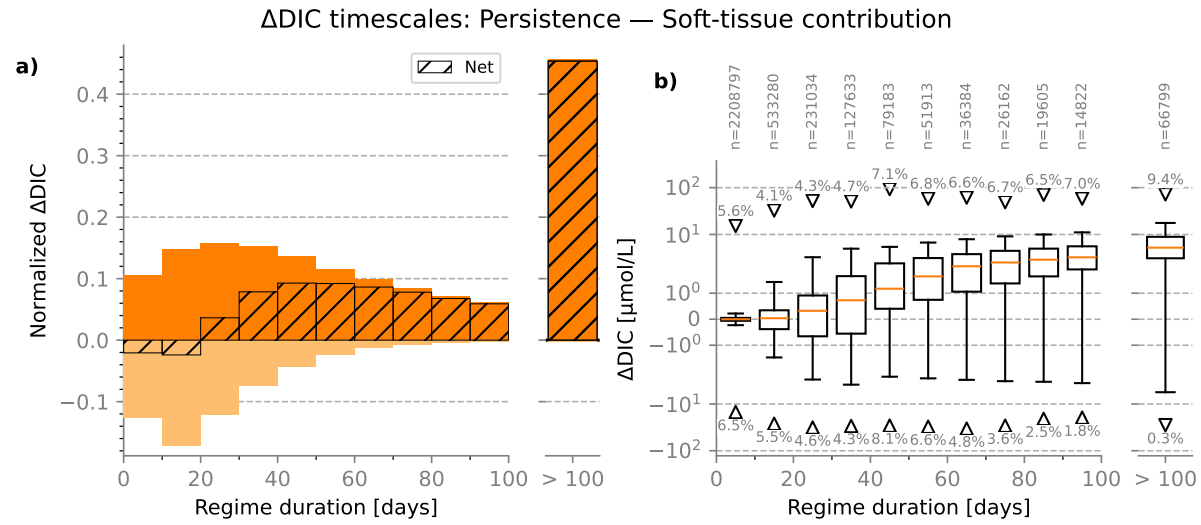 ΔDIC timescales: Persistence — Soft-tissue contribution
a)
Net
0.4
0.3
0.2
0.1
0.0
−0.1
Normalized ΔDIC
0 20 40 60 80 100
> 100
Regime duration [days]
b)
n=2208797
n=533280
n=231034
n=127633
n=79183
n=51913
n=36384
n=26162
n=19605
n=14822
n=66799
5.6% 4.1% 4.3% 4.7% 7.1% 6.8% 6.6% 6.7% 6.5% 7.0% 9.4%
10²
10¹
10⁰
0
−10⁰
−10¹
−10²
ΔDIC [μmol/L]
6.5% 5.5% 4.6% 4.3% 8.1% 6.6% 4.8% 3.6% 2.5% 1.8% 0.3%
0 20 40 60 80 100
> 100
Regime duration [days]